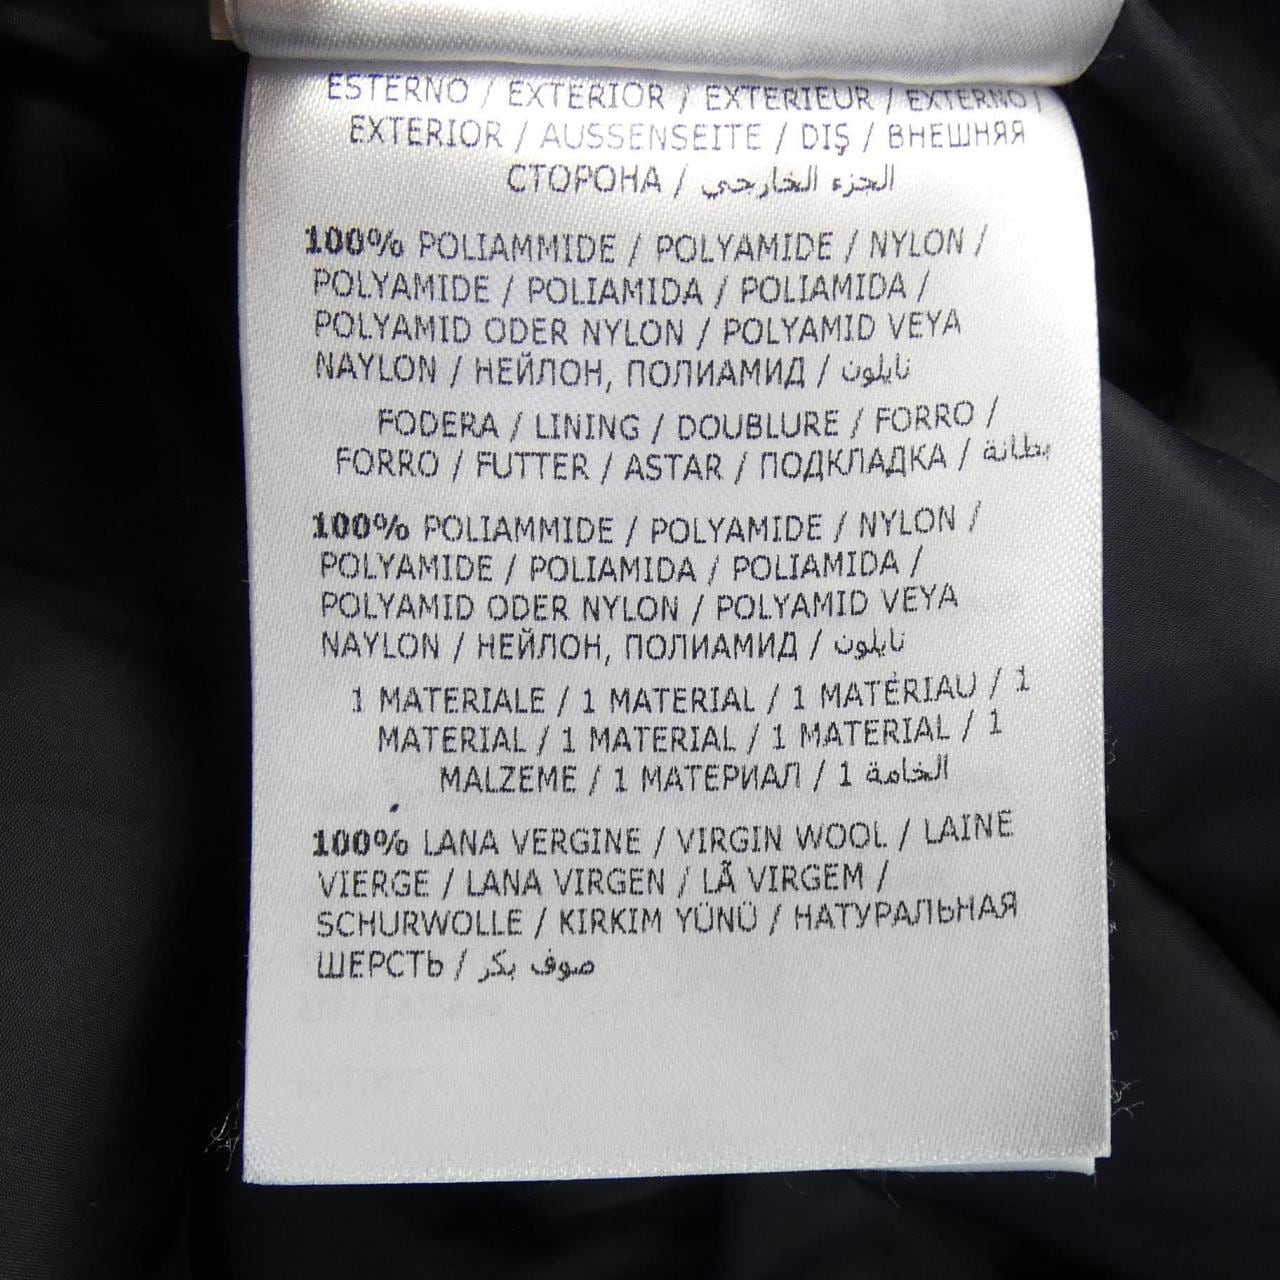 ESTERNO / EXTERIOR / EXTERIEUR / EXTERNO /
EXTERIOR / AUSSENSEITE / DIŞ / ВНЕШНЯЯ
СТОРОНА / الجزء الخارجي
100% POLIAMMIDE / POLYAMIDE / NYLON /
POLYAMIDE / POLIAMIDA / POLIAMIDA /
POLYAMID ODER NYLON / POLYAMID VEYA
NAYLON / НЕЙЛОН, ПОЛИАМИД / نايلون
FODERA / LINING / DOUBLURE / FORRO /
FORRO / FUTTER / ASTAR / ПОДКЛАДКА / بطانة
100% POLIAMMIDE / POLYAMIDE / NYLON /
POLYAMIDE / POLIAMIDA / POLIAMIDA /
POLYAMID ODER NYLON / POLYAMID VEYA
NAYLON / НЕЙЛОН, ПОЛИАМИД / نايلون
1 MATERIALE / 1 MATERIAL / 1 MATÉRIAU / 1
MATERIAL / 1 MATERIAL / 1 MATERIAL / 1
MALZEME / 1 МАТЕРИАЛ / 1 الخامة
100% LANA VERGINE / VIRGIN WOOL / LAINE
VIERGE / LANA VIRGEN / LÃ VIRGEM /
SCHURWOLLE / KIRKIM YÜNÜ / НАТУРАЛЬНАЯ
ШЕРСТЬ / صوف بكر